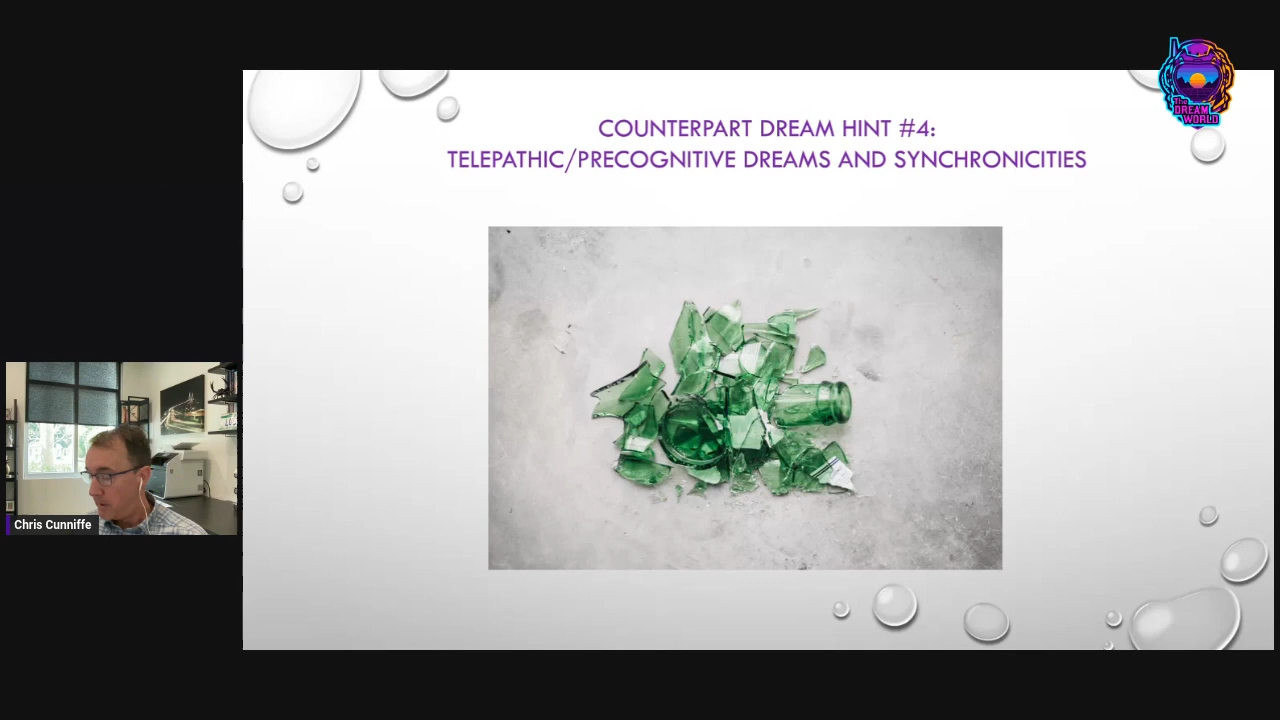 COUNTERPART DREAM HINT #4:
TELEPATHIC/PRECOGNITIVE DREAMS AND SYNCHRONICITIES
The
DREAM
WORLD
Chris Cunniffe